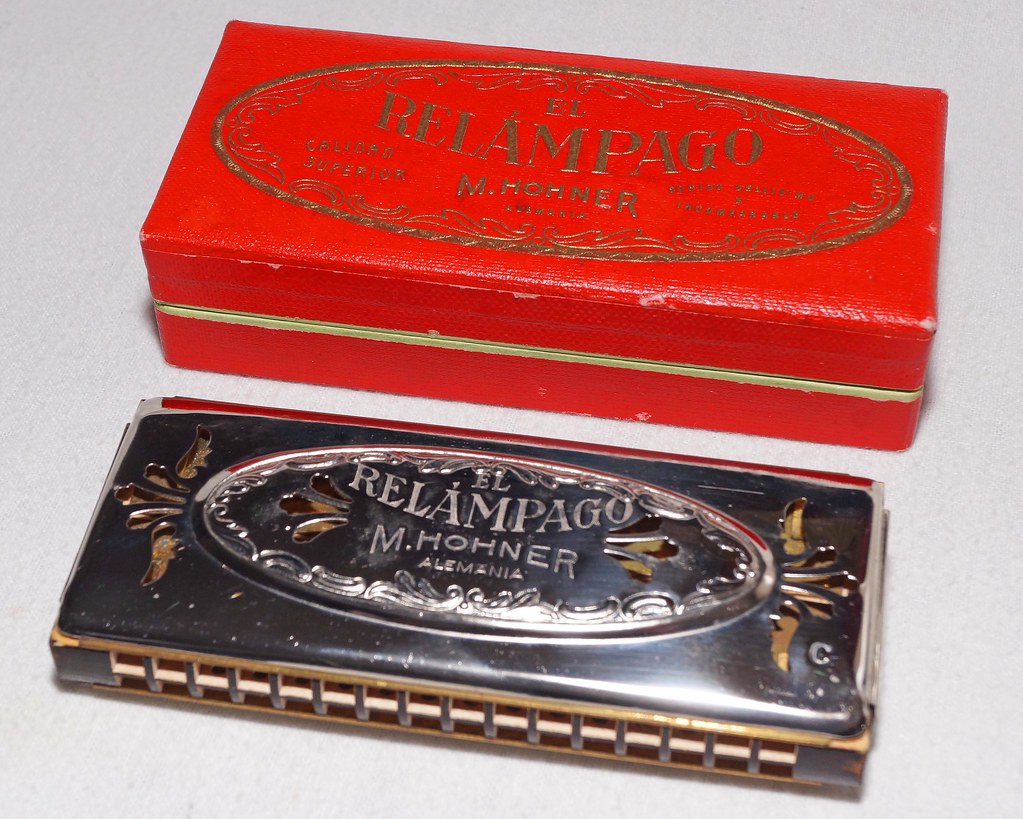 EL
RELÁMPAGO
CALIDAD
SUPERIOR
M. HOHNER
ALEMANIA
EL
RELÁMPAGO
M. HOHNER
ALEMANIA
C